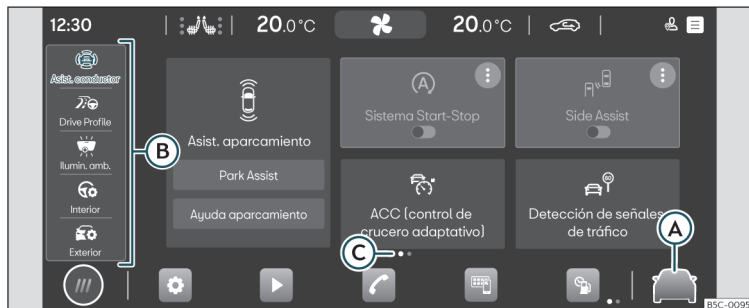 12:30
20.0°C
20.0°C
Asist. conductor
Drive Profile
Ilumin. amb.
Interior
Exterior
B
Asist. aparcamiento
Park Assist
Ayuda aparcamiento
A
Sistema Start-Stop
Side Assist
ACC (control de
crucero adaptativo)
80
Detección de señales
de tráfico
A
C
B5C-0095